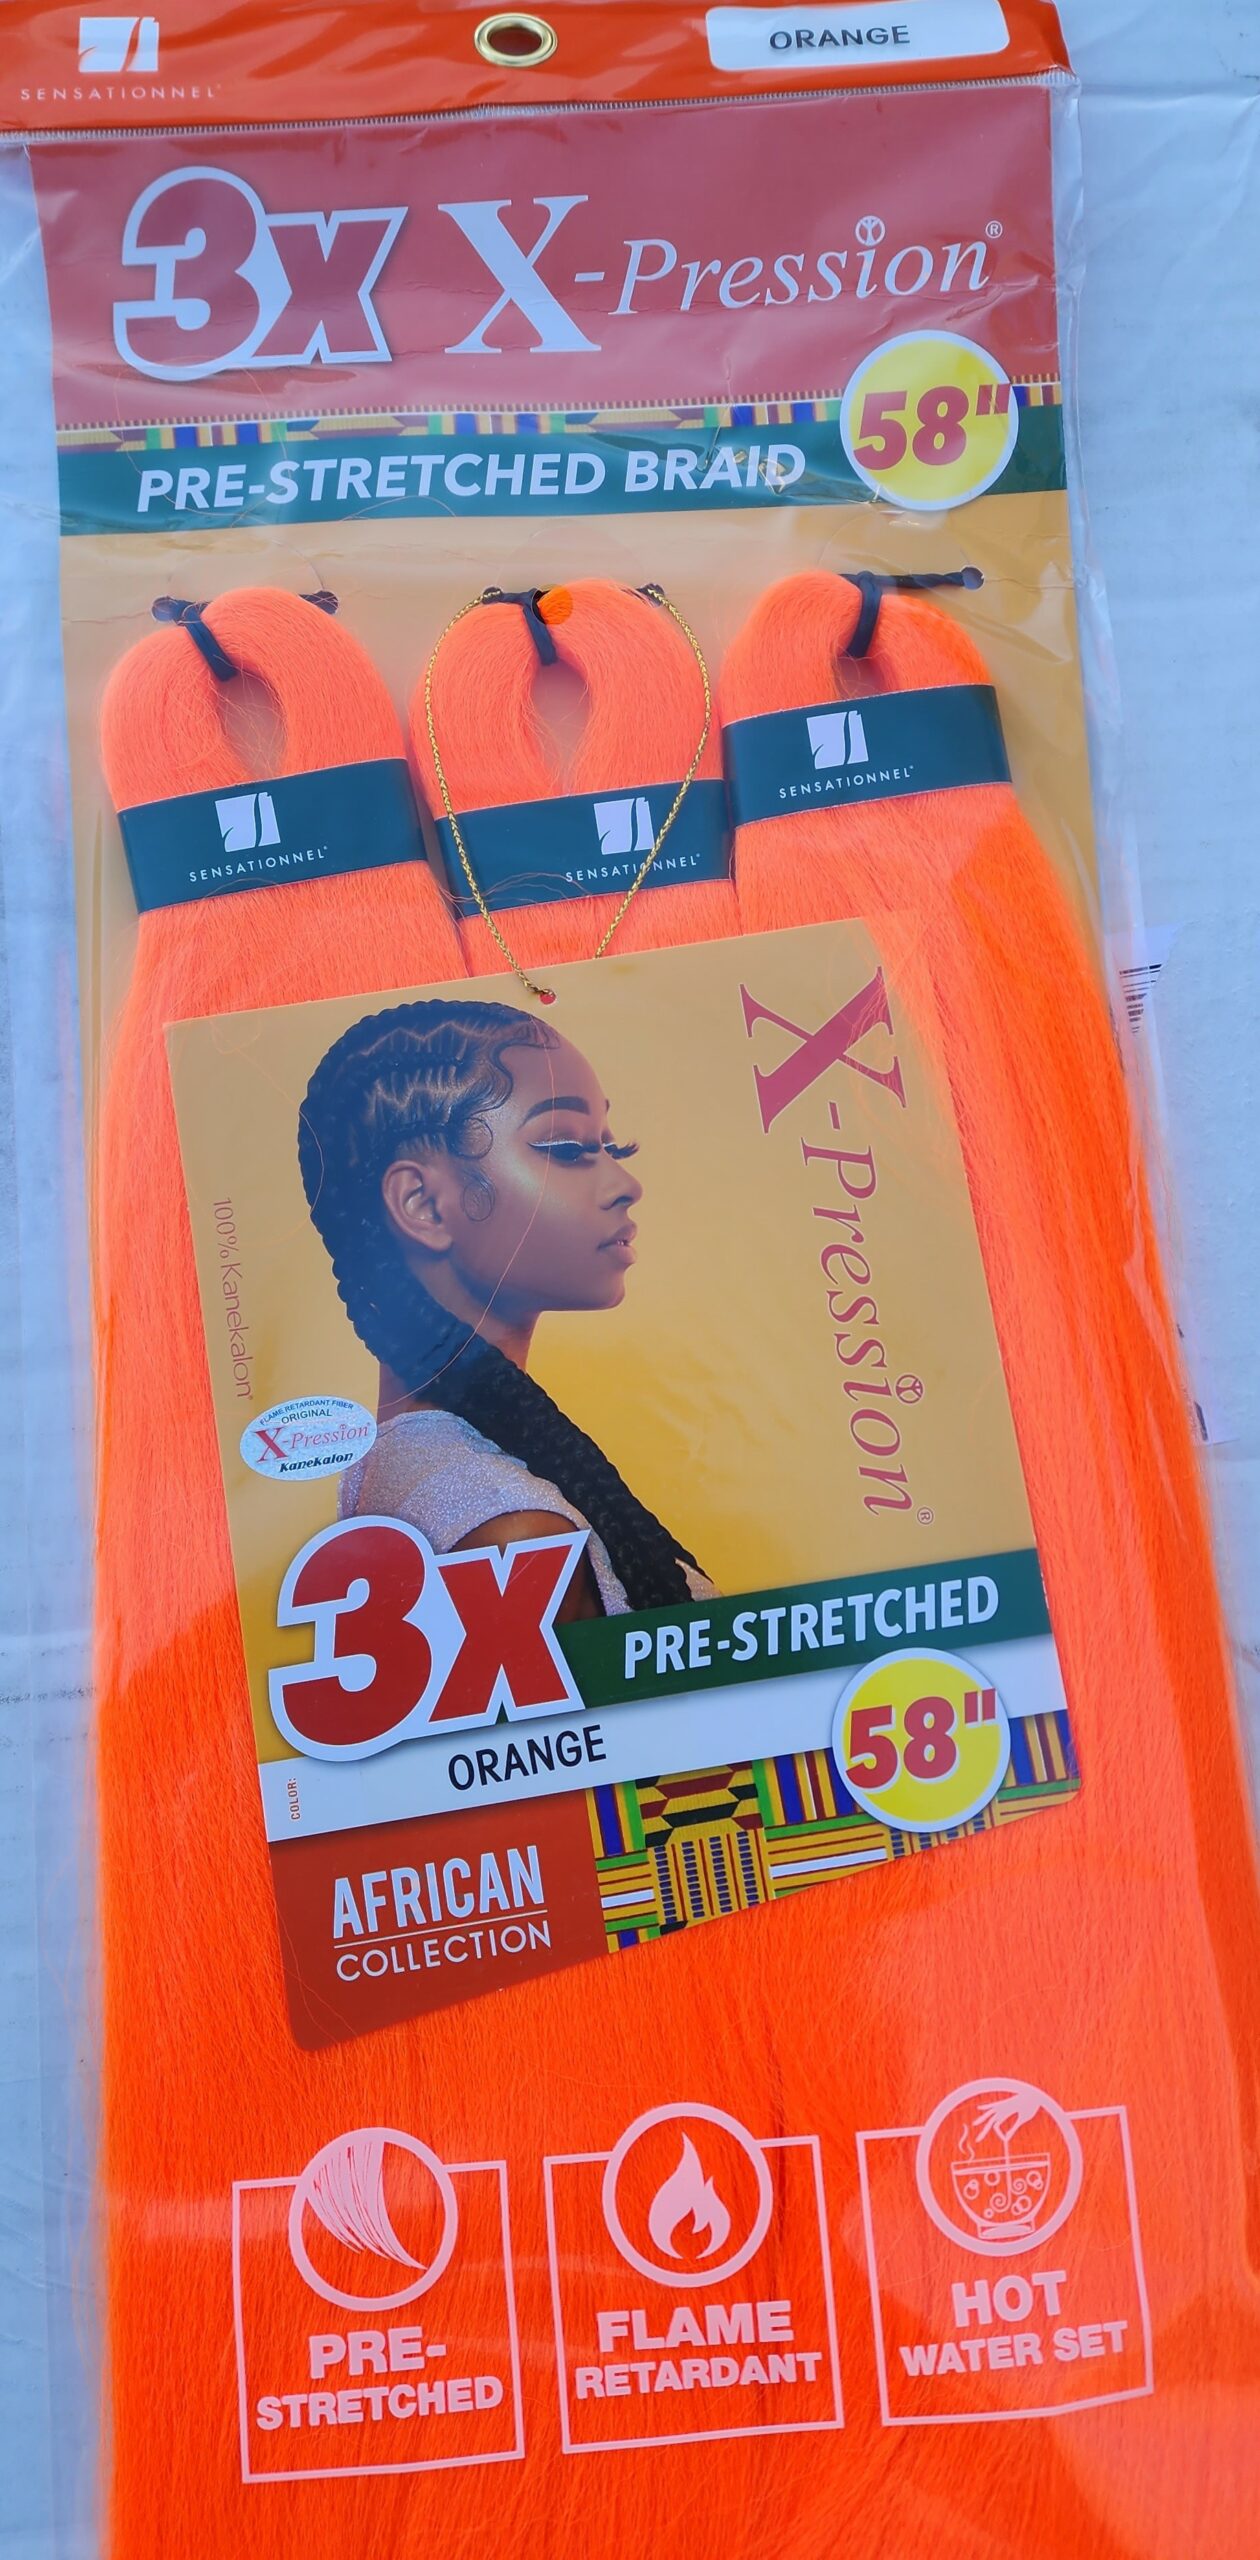 SENSATIONNEL®
ORANGE
3X X-Pression®
58"
PRE-STRETCHED BRAID
SENSATIONNEL®
SENSATIONNEL®
SENSATIONNEL®
X-Pression®
100% Kanekalon®
FLAME RETARDANT FIBER
ORIGINAL
X-Pression®
Kanekalon
3X
PRE-STRETCHED
58"
COLOR:
ORANGE
AFRICAN
COLLECTION
PRE-
STRETCHED
FLAME
RETARDANT
HOT
WATER SET